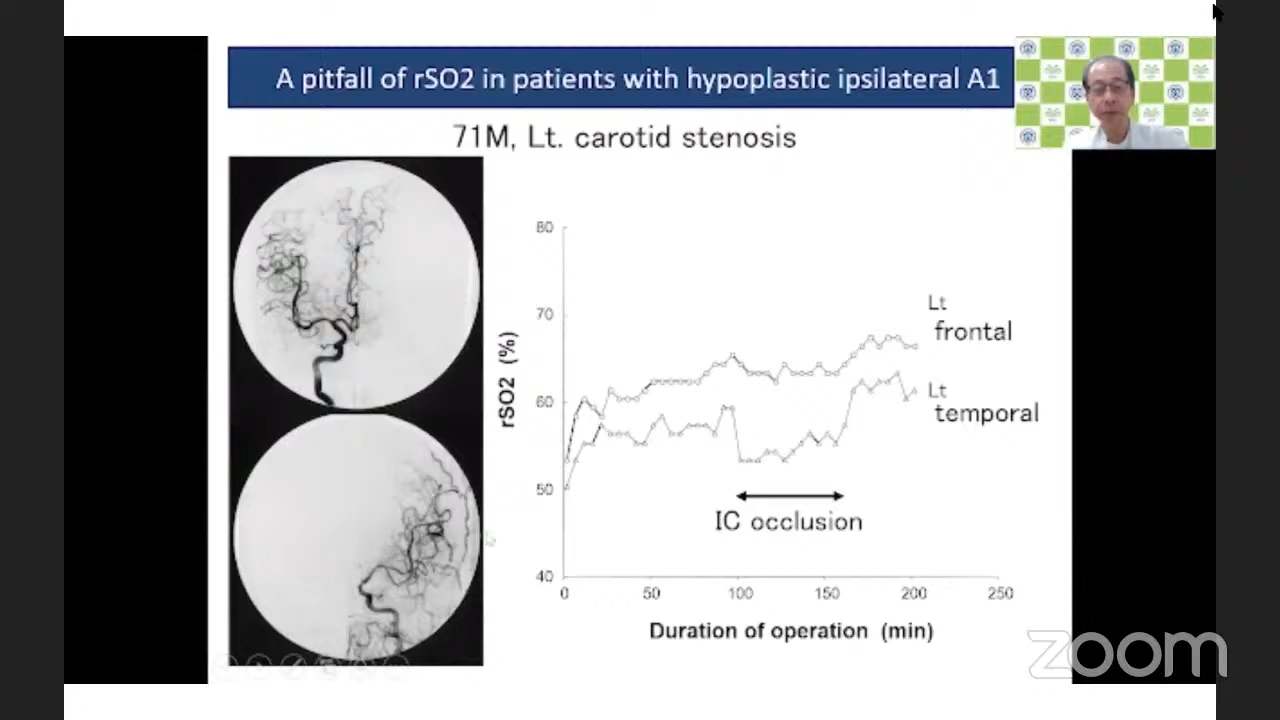 A pitfall of rSO2 in patients with hypoplastic ipsilateral A1
71M, Lt. carotid stenosis
80
70
60
50
40
rSO2 (%)
Lt
frontal
Lt
temporal
IC occlusion
0 50 100 150 200 250
Duration of operation (min)
zoom